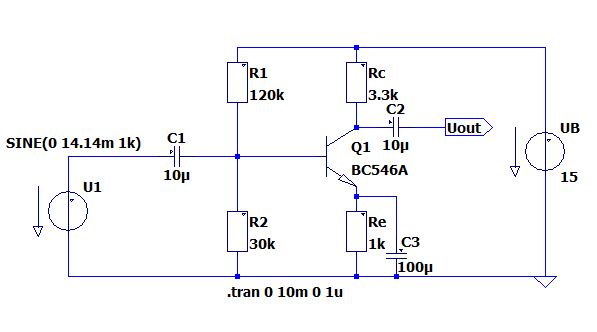 R1
120k
Rc
3.3k
C2
10µ
Uout
UB
15
SINE(0 14.14m 1k)
C1
10µ
Q1
BC546A
U1
R2
30k
Re
1k
C3
100µ
.tran 0 10m 0 1u